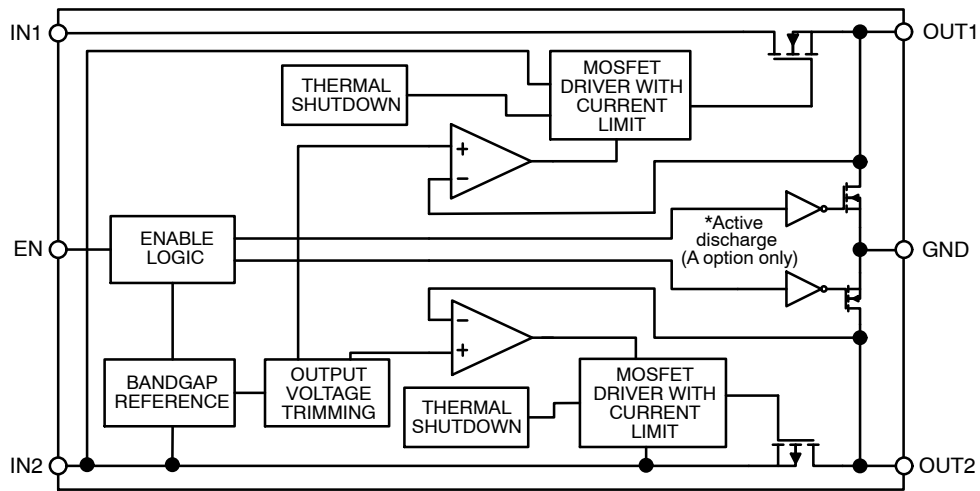 IN1
OUT1
THERMAL
SHUTDOWN
MOSFET
DRIVER WITH
CURRENT
LIMIT
+
−
EN
ENABLE
LOGIC
*Active
discharge
(A option only)
GND
−
+
BANDGAP
REFERENCE
OUTPUT
VOLTAGE
TRIMMING
THERMAL
SHUTDOWN
MOSFET
DRIVER WITH
CURRENT
LIMIT
IN2
OUT2